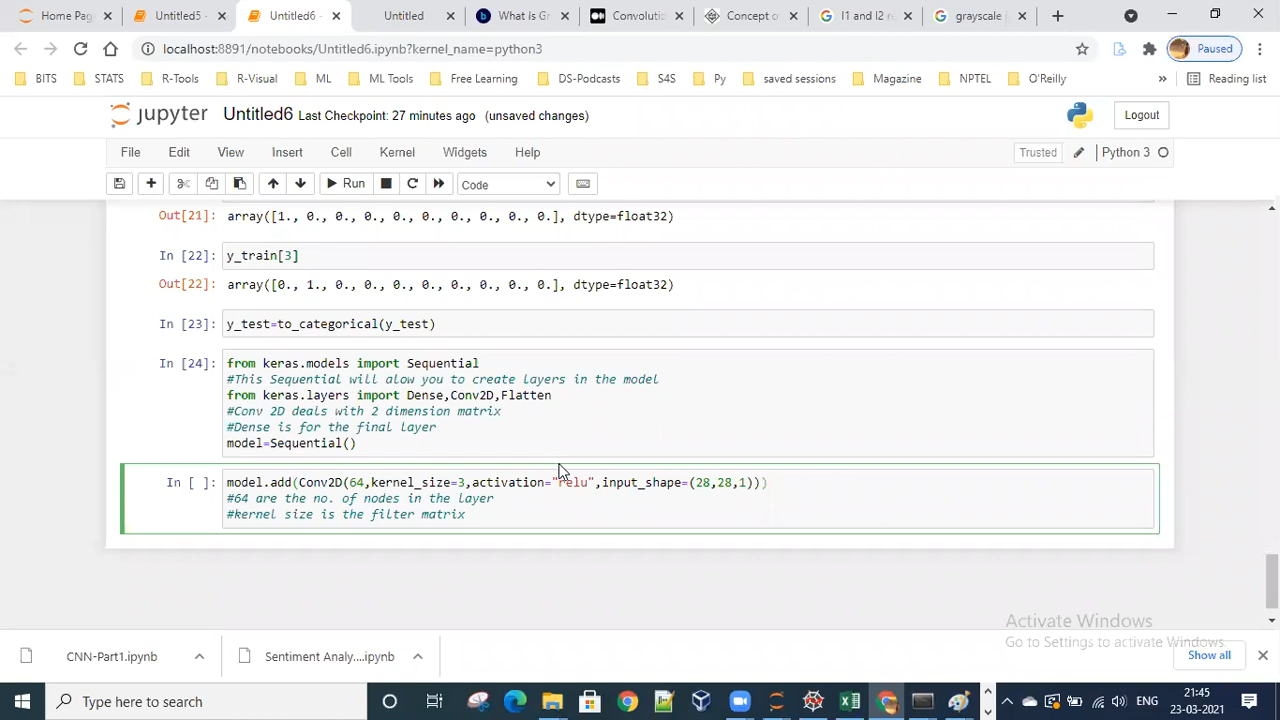 Home Pag
Untitled5 -
Untitled6 -
Untitled
What is Gr
Convolutio
Concept o
l1 and l2 r
grayscale i
localhost:8891/notebooks/Untitled6.ipynb?kernel_name=python3
Paused
BITS
STATS
R-Tools
R-Visual
ML
ML Tools
Free Learning
DS-Podcasts
S4S
Py
saved sessions
Magazine
NPTEL
O'Reilly
»
Reading list
jupyter Untitled6 Last Checkpoint: 27 minutes ago (unsaved changes)
Logout
File Edit View Insert Cell Kernel Widgets Help
Trusted
Python 3
Run
Code
Out[21]: array([1., 0., 0., 0., 0., 0., 0., 0., 0., 0.], dtype=float32)
In [22]: y_train[3]
Out[22]: array([0., 1., 0., 0., 0., 0., 0., 0., 0., 0.], dtype=float32)
In [23]: y_test=to_categorical(y_test)
In [24]: from keras.models import Sequential
#This Sequential will alow you to create layers in the model
from keras.layers import Dense,Conv2D,Flatten
#Conv 2D deals with 2 dimension matrix
#Dense is for the final layer
model=Sequential()
In [ ]: model.add(Conv2D(64,kernel_size=3,activation="relu",input_shape=(28,28,1)))
#64 are the no. of nodes in the layer
#kernel size is the filter matrix
Activate Windows
Go to Settings to activate Windows.
CNN-Part1.ipynb
Sentiment Analy....ipynb
Show all
Type here to search
ENG
21:45
23-03-2021